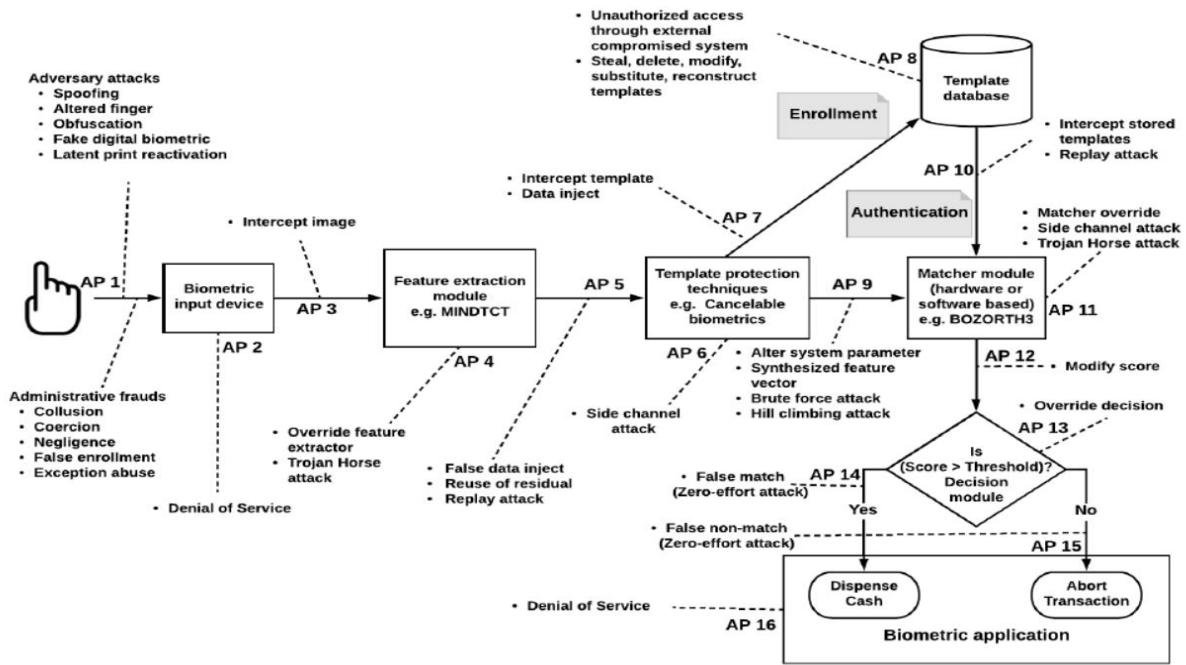 • Unauthorized access
through external
compromised system
• Steal, delete, modify,
substitute, reconstruct
templates
AP 8
Template
database
Adversary attacks
• Spoofing
• Altered finger
• Obfuscation
• Fake digital biometric
• Latent print reactivation
Enrollment
• Intercept stored
templates
• Replay attack
AP 10
• Intercept template
• Data inject
AP 7
Authentication
• Intercept image
• Matcher override
• Side channel attack
• Trojan Horse attack
AP 1
Biometric
input device
AP 2
AP 3
Feature extraction
module
e.g. MINDTCT
AP 4
AP 5
Template protection
techniques
e.g. Cancelable
biometrics
AP 6
AP 9
Matcher module
(hardware or
software based)
e.g. BOZORTH3
AP 11
• Alter system parameter
• Synthesized feature
vector
• Brute force attack
• Hill climbing attack
AP 12
• Modify score
Administrative frauds
• Collusion
• Coercion
• Negligence
• False enrollment
• Exception abuse
• Side channel
attack
• Override decision
AP 13
• Override feature
extractor
• Trojan Horse
attack
• False data inject
• Reuse of residual
• Replay attack
• Denial of Service
Is
(Score > Threshold)?
Decision
module
• False match
(Zero-effort attack)
AP 14
Yes
No
• False non-match
(Zero-effort attack)
AP 15
Dispense
Cash
Abort
Transaction
• Denial of Service
AP 16
Biometric application